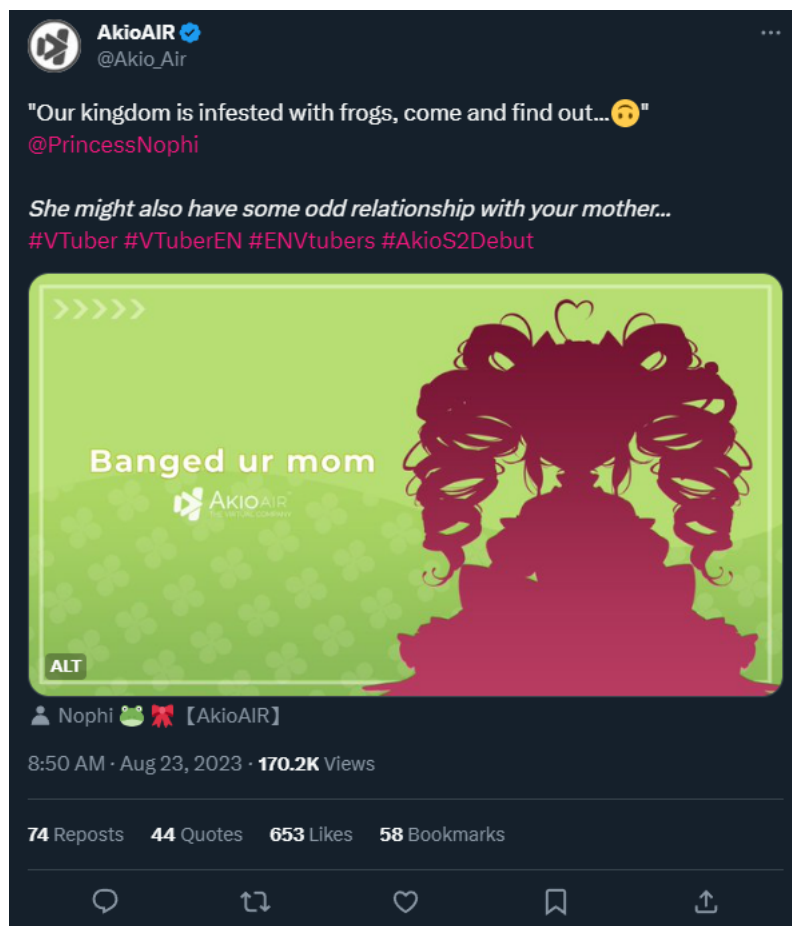 AkioAIR
@Akio_Air
"Our kingdom is infested with frogs, come and find out...🙃"
@PrincessNophi
She might also have some odd relationship with your mother...
#VTuber #VTuberEN #ENVtubers #AkioS2Debut
Banged ur mom
AKIOAIR
THE VIRTUAL COMPANY
ALT
Nophi 🐸🎀【AkioAIR】
8:50 AM · Aug 23, 2023 · 170.2K Views
74 Reposts 44 Quotes 653 Likes 58 Bookmarks